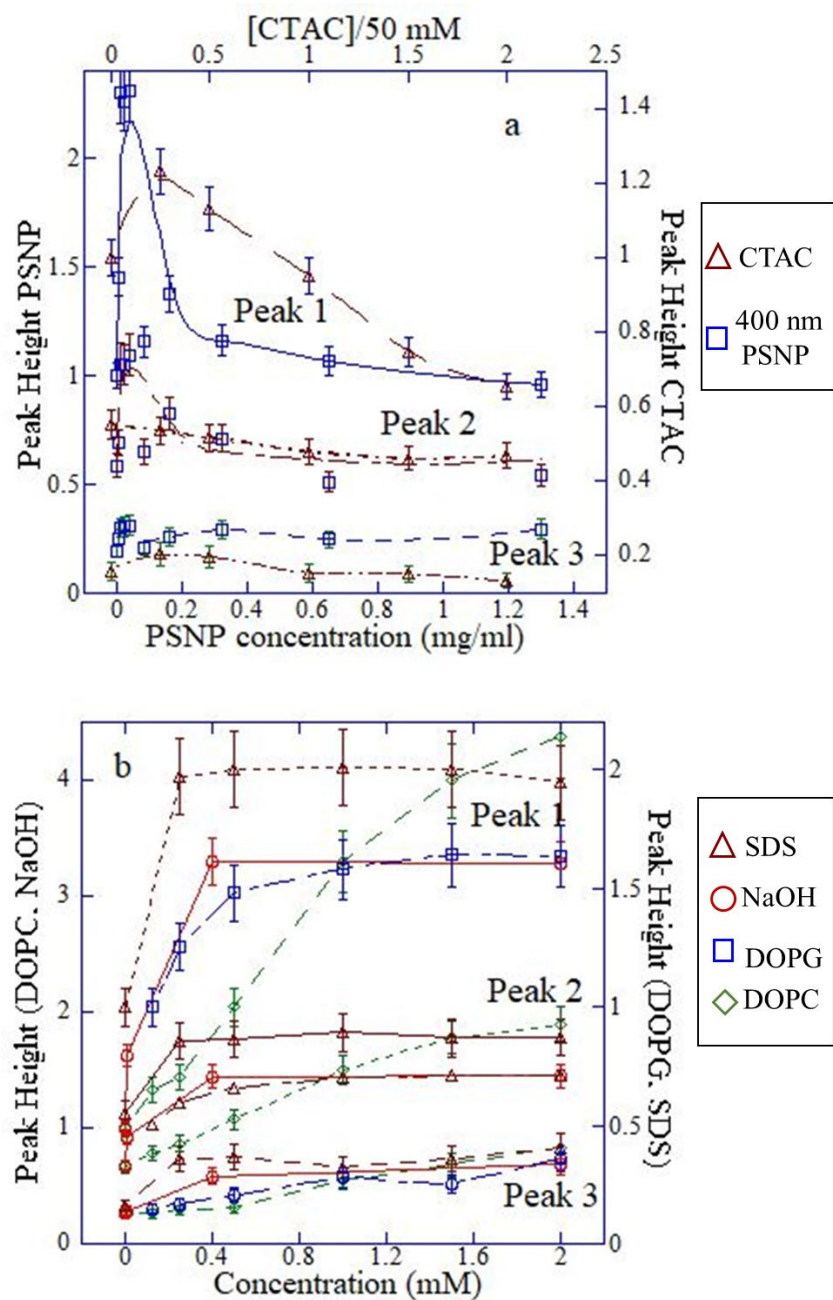 [CTAC]/50 mM
0 0.5 1 1.5 2 2.5
a
2
1.5
1
0.5
0
Peak Height PSNP
1.4
1.2
1
0.8
0.6
0.4
0.2
Peak Height CTAC
Peak 1
Peak 2
Peak 3
0 0.2 0.4 0.6 0.8 1 1.2 1.4
PSNP concentration (mg/ml)
CTAC
400 nm
PSNP
b
4
3
2
1
0
Peak Height (DOPC. NaOH)
2
1.5
1
0.5
0
Peak Height (DOPG. SDS)
Peak 1
Peak 2
Peak 3
0 0.4 0.8 1.2 1.6 2
Concentration (mM)
SDS
NaOH
DOPG
DOPC